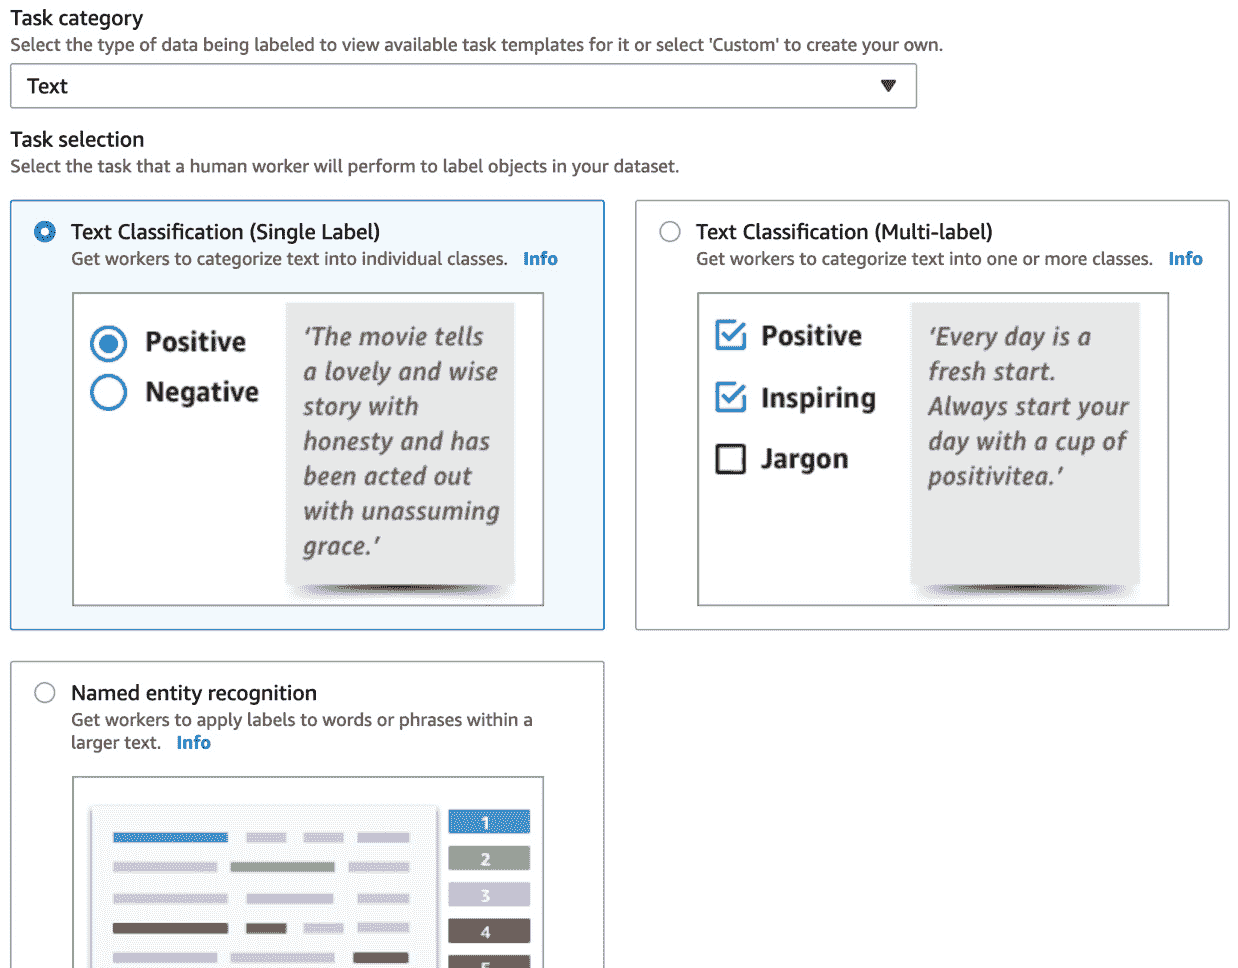 Task category
Select the type of data being labeled to view available task templates for it or select 'Custom' to create your own.
Text
Task selection
Select the task that a human worker will perform to label objects in your dataset.
Text Classification (Single Label)
Get workers to categorize text into individual classes. Info
Positive
Negative
'The movie tells
a lovely and wise
story with
honesty and has
been acted out
with unassuming
grace.'
Text Classification (Multi-label)
Get workers to categorize text into one or more classes. Info
Positive
Inspiring
Jargon
'Every day is a
fresh start.
Always start your
day with a cup of
positivitea.'
Named entity recognition
Get workers to apply labels to words or phrases within a
larger text. Info
1
2
3
4
5